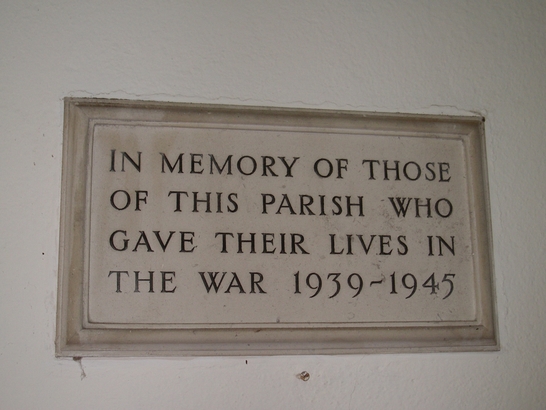 IN MEMORY OF THOSE
OF THIS PARISH WHO
GAVE THEIR LIVES IN
THE WAR 1939-1945